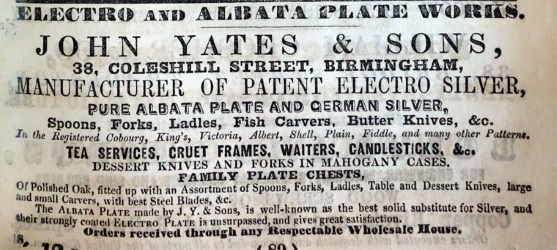 ELECTRO AND ALBATA PLATE WORKS.
JOHN YATES & SONS,
38, COLESHILL STREET, BIRMINGHAM,
MANUFACTURER OF PATENT ELECTRO SILVER,
PURE ALBATA PLATE AND GERMAN SILVER,
Spoons, Forks, Ladles, Fish Carvers, Butter Knives, &c.
In the Registered Cobourg, King's, Victoria, Albert, Shell, Plain, Fiddle, and many other Patterns.
TEA SERVICES, CRUET FRAMES, WAITERS, CANDLESTICKS, &c.
DESSERT KNIVES AND FORKS IN MAHOGANY CASES.
FAMILY PLATE CHESTS,
Of Polished Oak, fitted up with an Assortment of Spoons, Forks, Ladles, Table and Dessert Knives, large
and small Carvers, with best Steel Blades, &c.
The ALBATA PLATE made by J. Y. & Sons, is well-known as the best solid substitute for Silver, and
their strongly coated ELECTRO PLATE is unsurpassed, and gives great satisfaction.
Orders received through any Respectable Wholesale House.